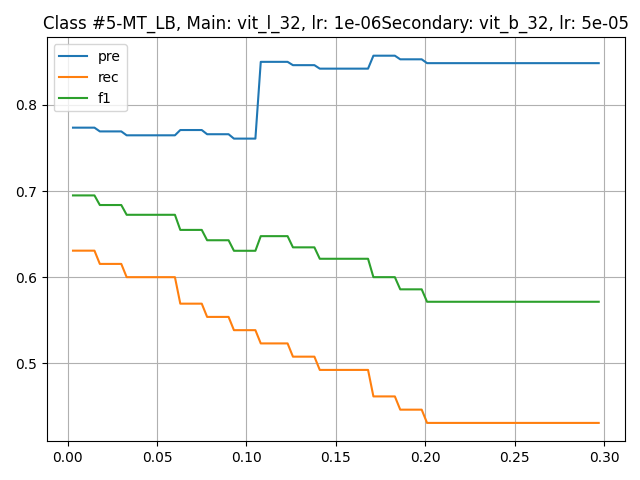 Class #5-MT_LB, Main: vit_l_32, lr: 1e-06Secondary: vit_b_32, lr: 5e-05
pre
rec
f1
0.8
0.7
0.6
0.5
0.00 0.05 0.10 0.15 0.20 0.25 0.30